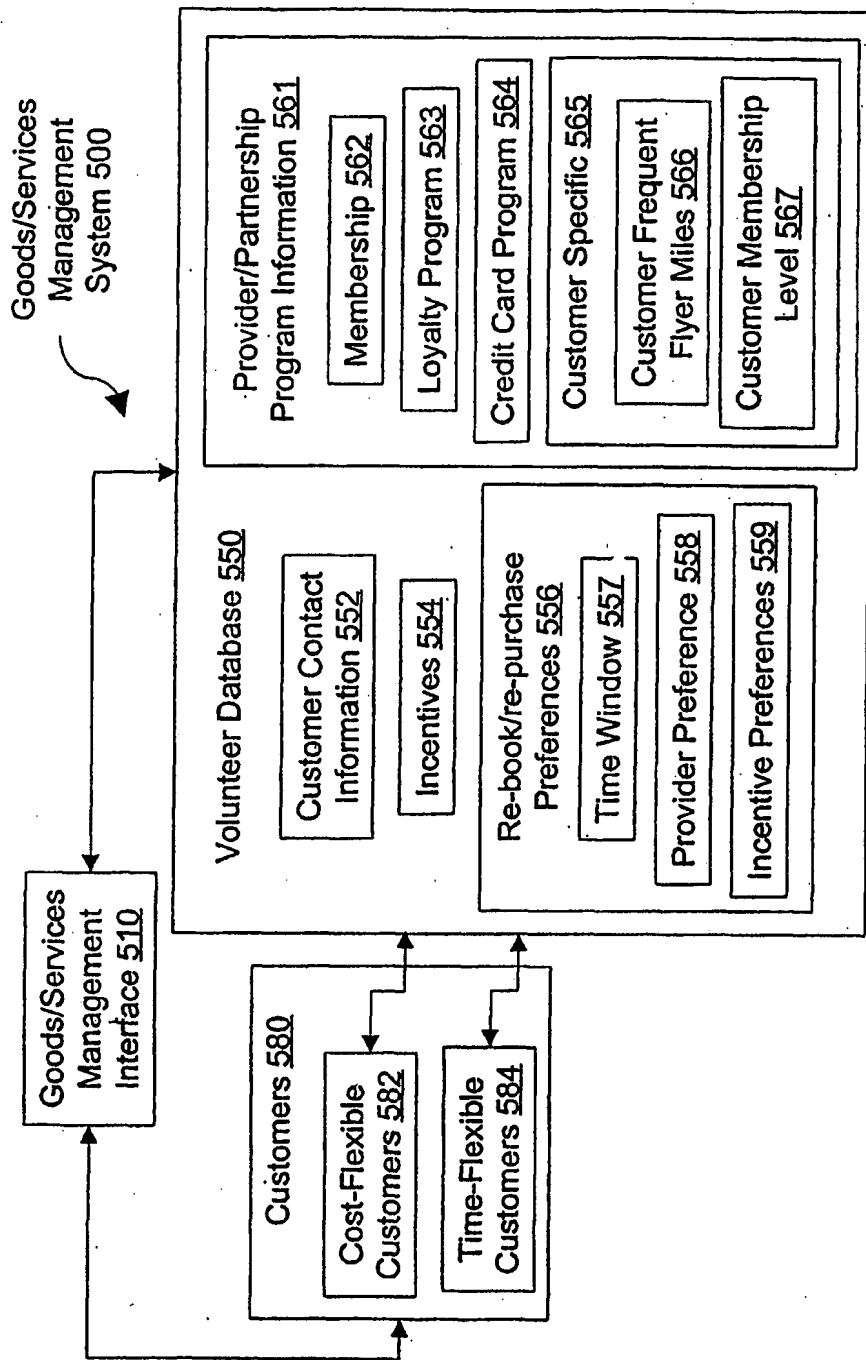 Goods/Services
Management
System 500
Goods/Services
Management
Interface 510
Customers 580
Cost-Flexible
Customers 582
Time-Flexible
Customers 584
Volunteer Database 550
Customer Contact
Information 552
Incentives 554
Re-book/re-purchase
Preferences 556
Time Window 557
Provider Preference 558
Incentive Preferences 559
Provider/Partnership
Program Information 561
Membership 562
Loyalty Program 563
Credit Card Program 564
Customer Specific 565
Customer Frequent
Flyer Miles 566
Customer Membership
Level 567